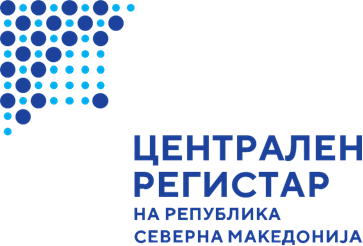 ЦЕНТРАЛЕН
РЕГИСТАР
НА РЕПУБЛИКА
СЕВЕРНА МАКЕДОНИЈА